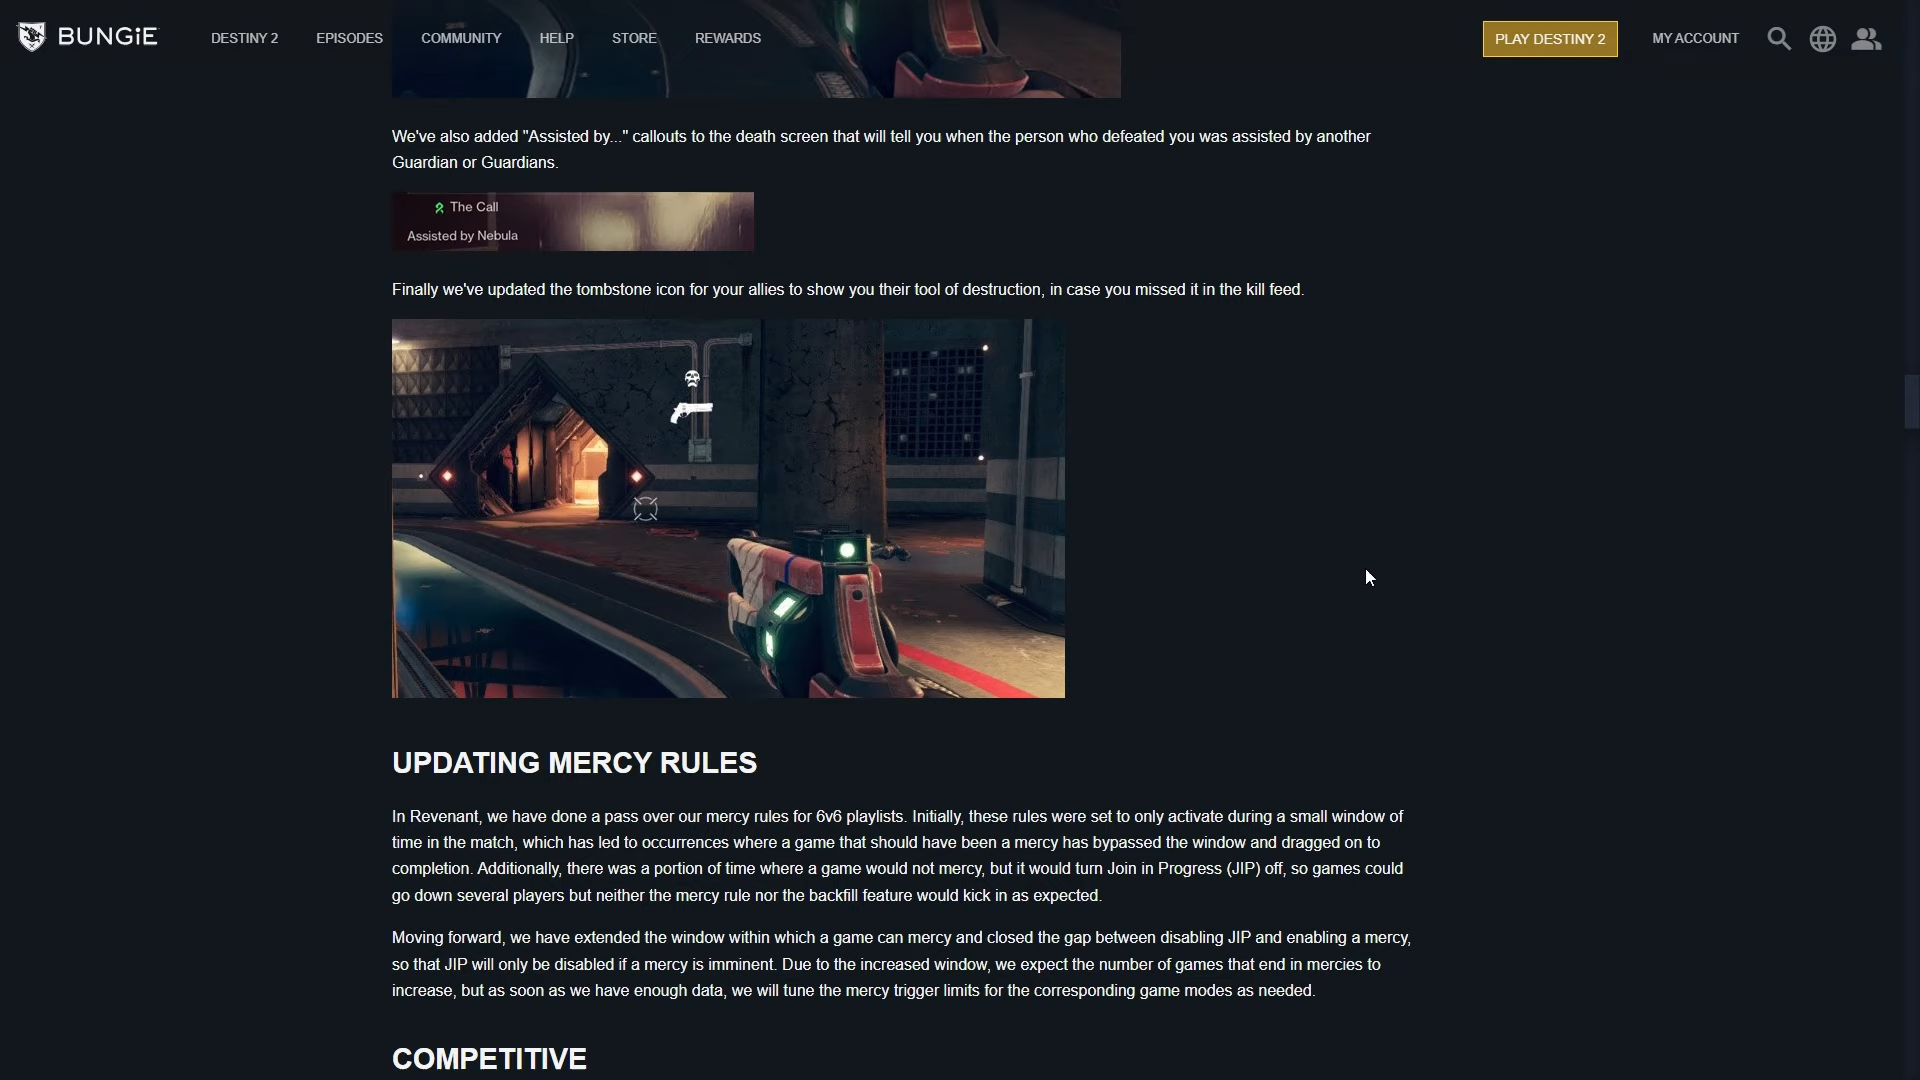 BUNGiE
DESTINY 2 EPISODES COMMUNITY HELP STORE REWARDS PLAY DESTINY 2 MY ACCOUNT
We've also added "Assisted by..." callouts to the death screen that will tell you when the person who defeated you was assisted by another
Guardian or Guardians.
The Call
Assisted by Nebula
Finally we've updated the tombstone icon for your allies to show you their tool of destruction, in case you missed it in the kill feed.
UPDATING MERCY RULES
In Revenant, we have done a pass over our mercy rules for 6v6 playlists. Initially, these rules were set to only activate during a small window of
time in the match, which has led to occurrences where a game that should have been a mercy has bypassed the window and dragged on to
completion. Additionally, there was a portion of time where a game would not mercy, but it would turn Join in Progress (JIP) off, so games could
go down several players but neither the mercy rule nor the backfill feature would kick in as expected.
Moving forward, we have extended the window within which a game can mercy and closed the gap between disabling JIP and enabling a mercy,
so that JIP will only be disabled if a mercy is imminent. Due to the increased window, we expect the number of games that end in mercies to
increase, but as soon as we have enough data, we will tune the mercy trigger limits for the corresponding game modes as needed.
COMPETITIVE